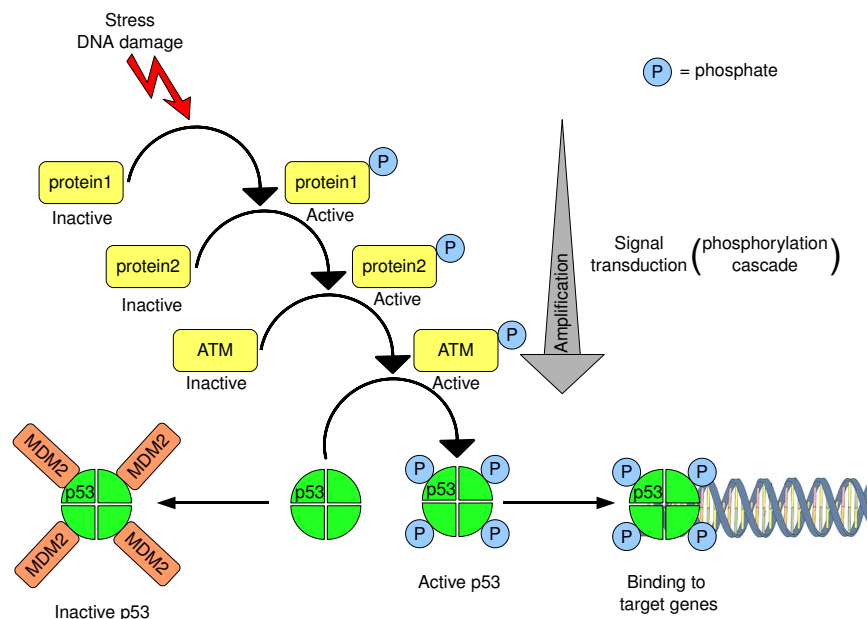 Stress
DNA damage
P = phosphate
protein1
Inactive
protein1
P
Active
protein2
Inactive
protein2
P
Active
Amplification
Signal
transduction
(phosphorylation
cascade)
ATM
Inactive
ATM
P
Active
MDM2
MDM2
MDM2
MDM2
p53
Inactive p53
p53
P
P
P
P
p53
Active p53
P
P
P
P
p53
Binding to
target genes